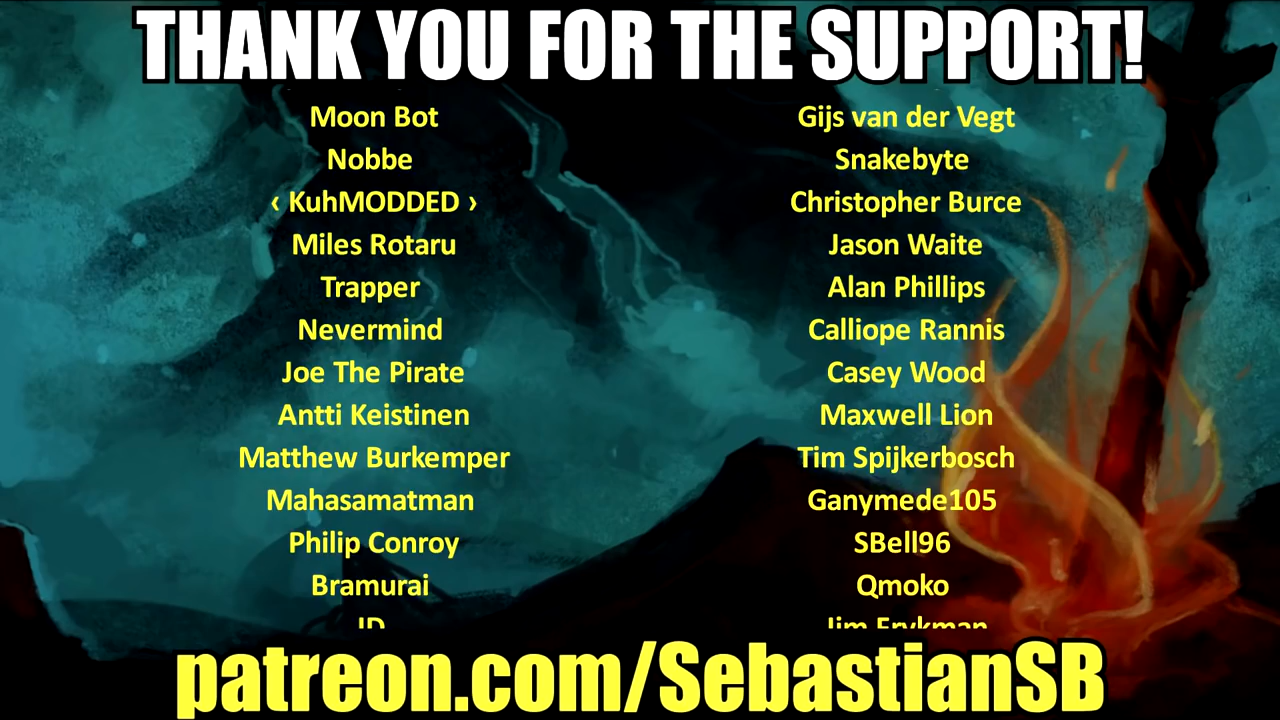 THANK YOU FOR THE SUPPORT!
Moon Bot
Nobbe
‹ KuhMODDED ›
Miles Rotaru
Trapper
Nevermind
Joe The Pirate
Antti Keistinen
Matthew Burkemper
Mahasamatman
Philip Conroy
Bramurai
Gijs van der Vegt
Snakebyte
Christopher Burce
Jason Waite
Alan Phillips
Calliope Rannis
Casey Wood
Maxwell Lion
Tim Spijkerbosch
Ganymede105
SBell96
Qmoko
patreon.com/SebastianSB